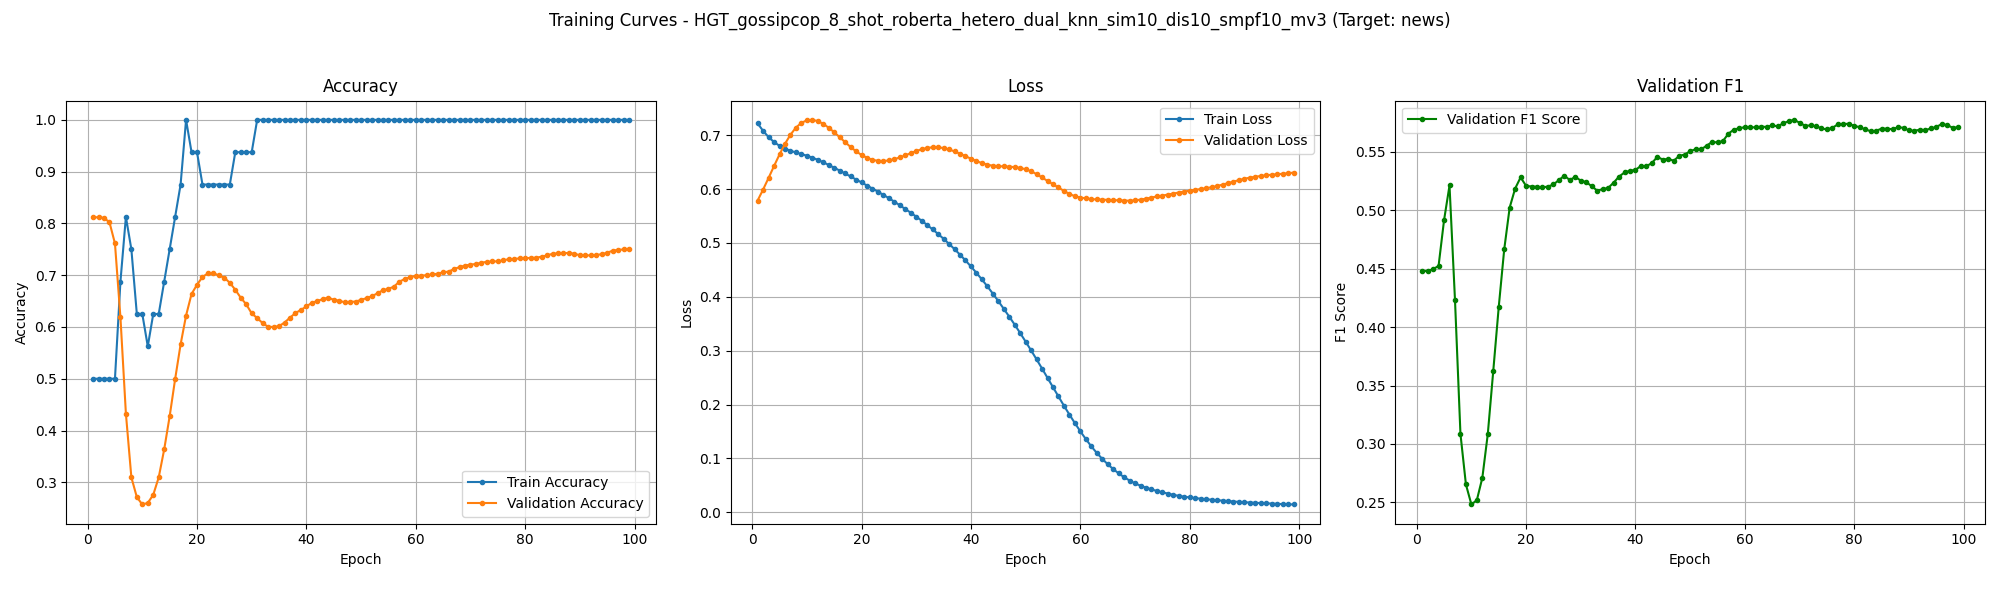 Training Curves - HGT_gossipcop_8_shot_roberta_hetero_dual_knn_sim10_dis10_smpf10_mv3 (Target: news)
Accuracy
1.0
0.9
0.8
0.7
0.6
0.5
0.4
0.3
Accuracy
Train Accuracy
Validation Accuracy
0 20 40 60 80 100
Epoch
Loss
0.7
0.6
0.5
0.4
0.3
0.2
0.1
0.0
Loss
Train Loss
Validation Loss
0 20 40 60 80 100
Epoch
Validation F1
Validation F1 Score
0.55
0.50
0.45
0.40
0.35
0.30
0.25
F1 Score
0 20 40 60 80 100
Epoch